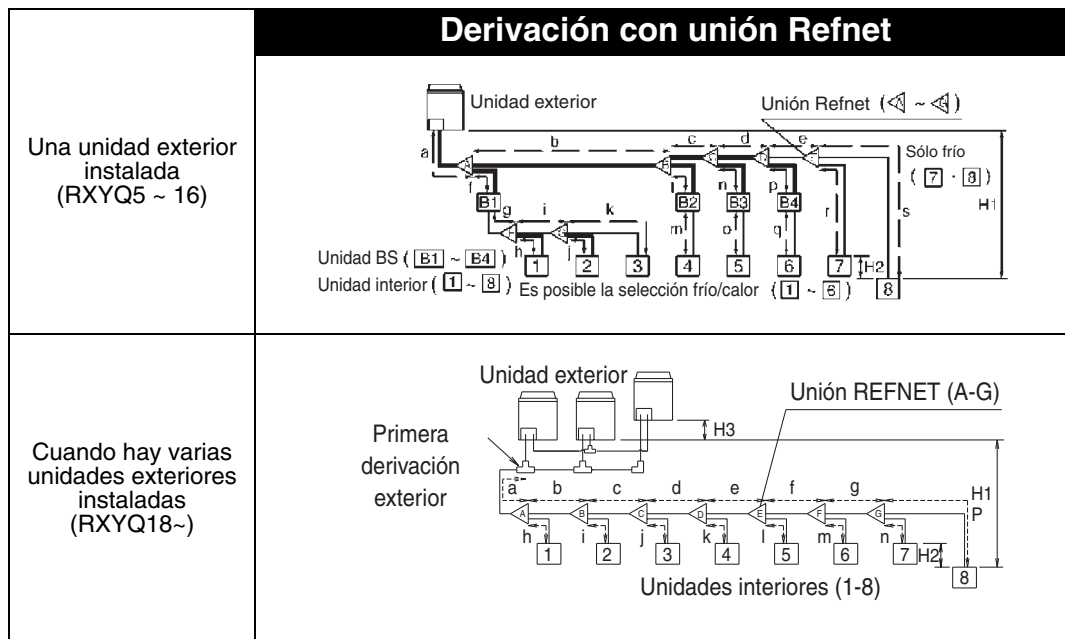 Derivación con unión Refnet
Una unidad exterior
instalada
(RXYQ5 ~ 16)
Unidad exterior
Unión Refnet ( A ~ G )
a b c d e
Sólo frío
( 7 · 8 )
A B C D
f l n p
B1 B2 B3 B4
r s H1
g i k
m o q
h j
Unidad BS ( B1 ~ B4 )
1 2 3 4 5 6 7 H2
Unidad interior ( 1 ~ 8 ) Es posible la selección frío/calor ( 1 ~ 6 ) 8
Cuando hay varias
unidades exteriores
instaladas
(RXYQ18~)
Unidad exterior
Unión REFNET (A-G)
H3
Primera
derivación
exterior
a b c d e f g H1
P
A B C D E F G
h i j k l m n
1 2 3 4 5 6 7 H2
8
Unidades interiores (1-8)